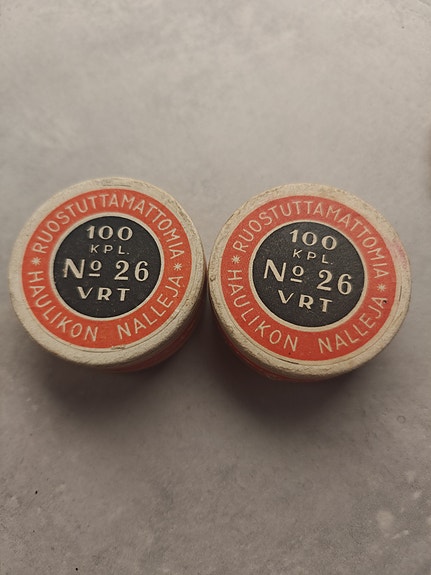 RUOSTUTTAMATTOMIA
100
KPL.
Nº 26
VRT
* HAULIKON NALLEJA *
RUOSTUTTAMATTOMIA
100
KPL.
Nº 26
VRT
* HAULIKON NALLEJA *